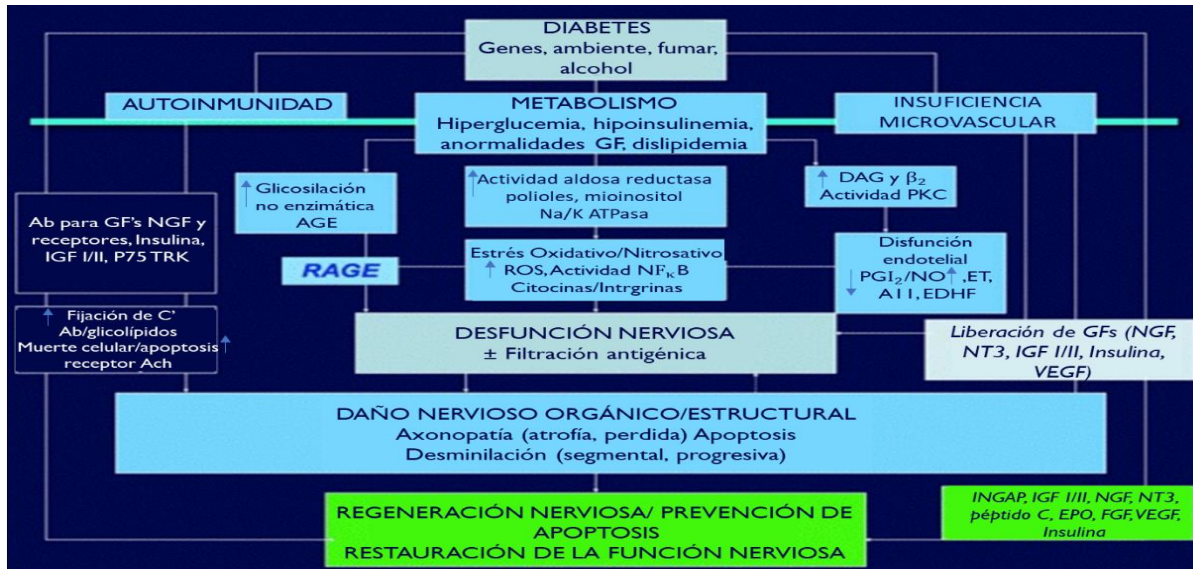 DIABETES
Genes, ambiente, fumar,
alcohol
AUTOINMUNIDAD
METABOLISMO
Hiperglucemia, hipoinsulinemia,
anormalidades GF, dislipidemia
INSUFICIENCIA
MICROVASCULAR
↑ Glicosilación
no enzimática
AGE
↑ Actividad aldosa reductasa
polioles, mioinositol
Na/K ATPasa
↑ DAG y β₂
Actividad PKC
Ab para GF's NGF y
receptores, Insulina,
IGF I/II, P75 TRK
RAGE
Estrés Oxidativo/Nitrosativo
↑ ROS, Actividad NFκB
Citocinas/Intrgrinas
Disfunción
endotelial
↓ PGI₂/NO↑ ,ET,
A11, EDHF
↑ Fijación de C'
Ab/glicolípidos
Muerte celular/apoptosis ↑
receptor Ach
DESFUNCIÓN NERVIOSA
± Filtración antigénica
Liberación de GFs (NGF,
NT3, IGF I/II, Insulina,
VEGF)
DAÑO NERVIOSO ORGÁNICO/ESTRUCTURAL
Axonopatía (atrofía, perdida) Apoptosis
Desminilación (segmental, progresiva)
REGENERACIÓN NERVIOSA/ PREVENCIÓN DE
APOPTOSIS
RESTAURACIÓN DE LA FUNCIÓN NERVIOSA
INGAP, IGF I/II, NGF, NT3,
péptido C, EPO, FGF, VEGF,
Insulina